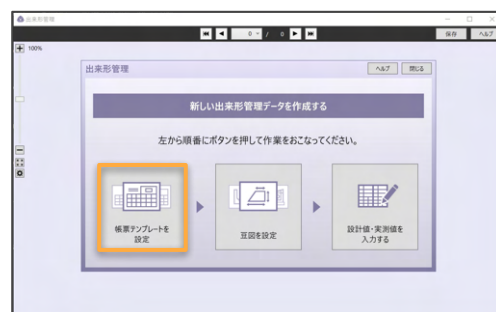 出来形管理
0 / 0
保存 ヘルプ
100%
出来形管理
ヘルプ 閉じる
新しい出来形管理データを作成する
左から順番にボタンを押して作業をおこなってください。
帳票テンプレートを
設定
豆図を設定
設計値・実測値を
入力する